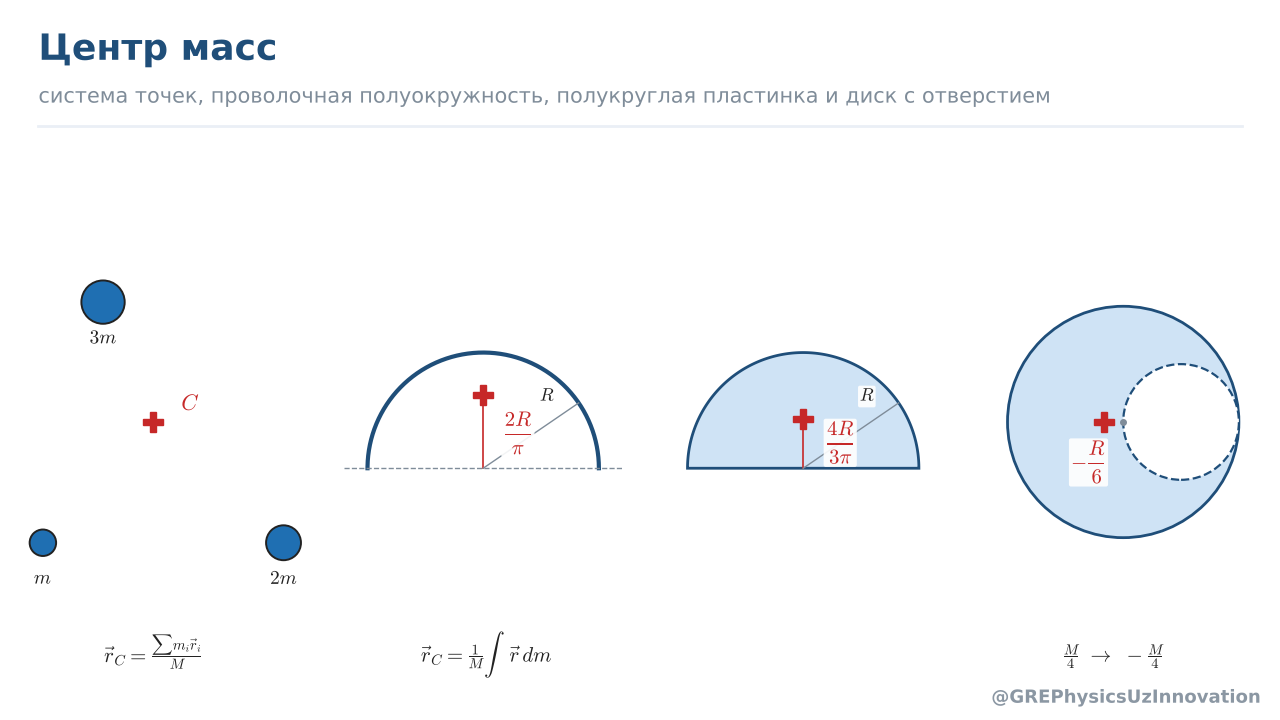 Центр масс
система точек, проволочная полуокружность, полукруглая пластинка и диск с отверстием
3m
C
m
2m
R
2R/π
R
4R/3π
−R/6
r⃗_C = ∑m_i r⃗_i / M
r⃗_C = 1/M ∫ r⃗ dm
M/4 → − M/4
@GREPhysicsUzInnovation